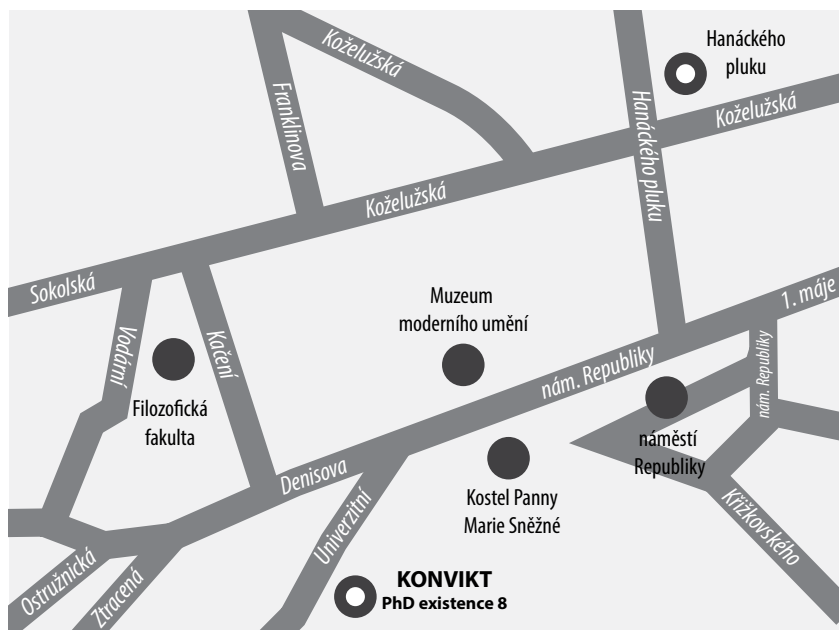 Koželužská
Hanáckého
pluku
Franklinova
Hanáckého pluku
Koželužská
Koželužská
Sokolská
1. máje
Vodární
Kačení
Muzeum
moderního umění
nám. Republiky
nám. Republiky
Filozofická
fakulta
náměstí
Republiky
Denisova
Kostel Panny
Marie Sněžné
Univerzitní
Křižkovského
Ostružnická
Ztracená
KONVIKT
PhD existence 8